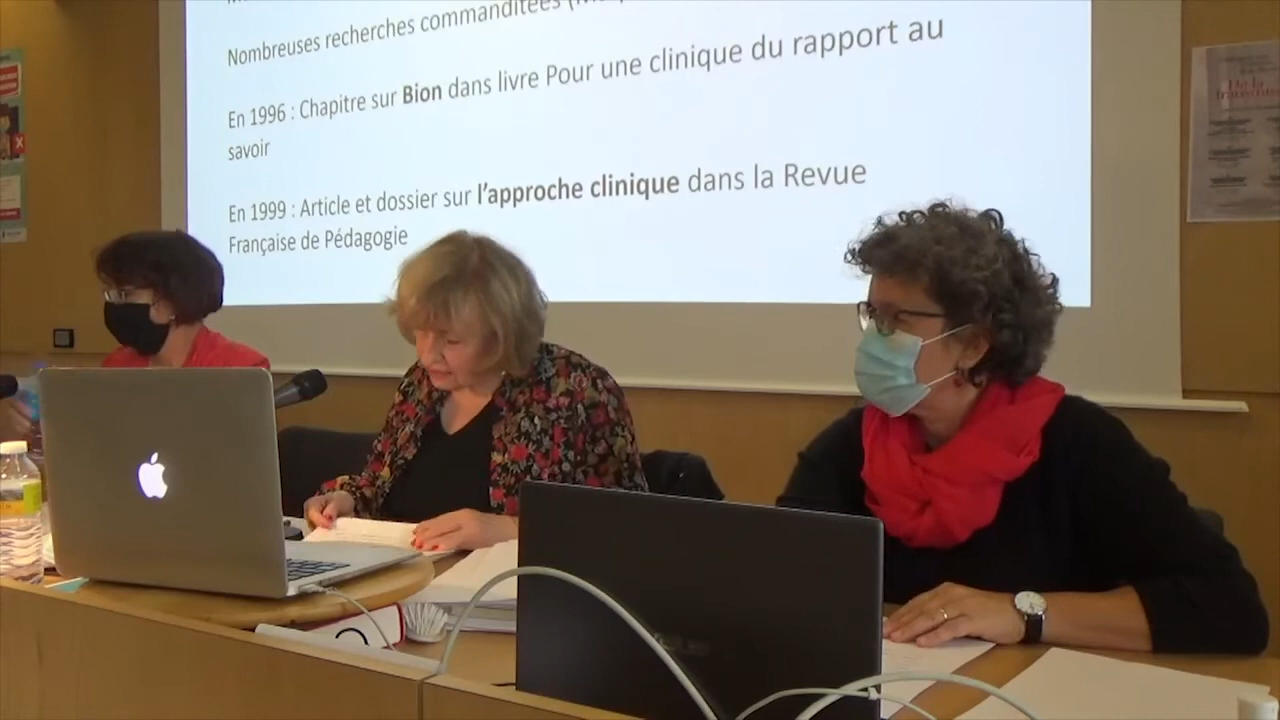 Nombreuses recherches commanditées
En 1996 : Chapitre sur Bion dans livre Pour une clinique du rapport au
savoir
En 1999 : Article et dossier sur l'approche clinique dans la Revue
Française de Pédagogie